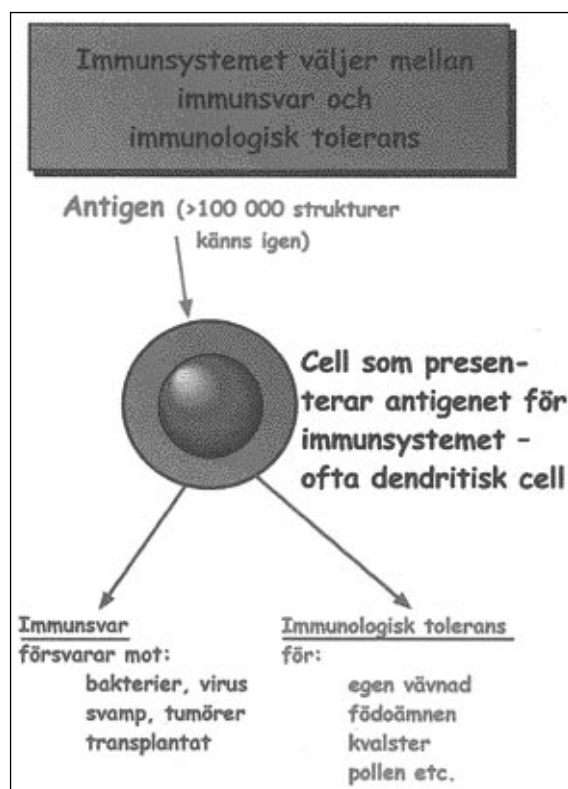 Immunsystemet väljer mellan
immunsvar och
immunologisk tolerans
Antigen (>100 000 strukturer
känns igen)
Cell som presen-
terar antigenet för
immunsystemet -
ofta dendritisk cell
Immunsvar
försvarar mot:
bakterier, virus
svamp, tumörer
transplantat
Immunologisk tolerans
för:
egen vävnad
födoämnen
kvalster
pollen etc.